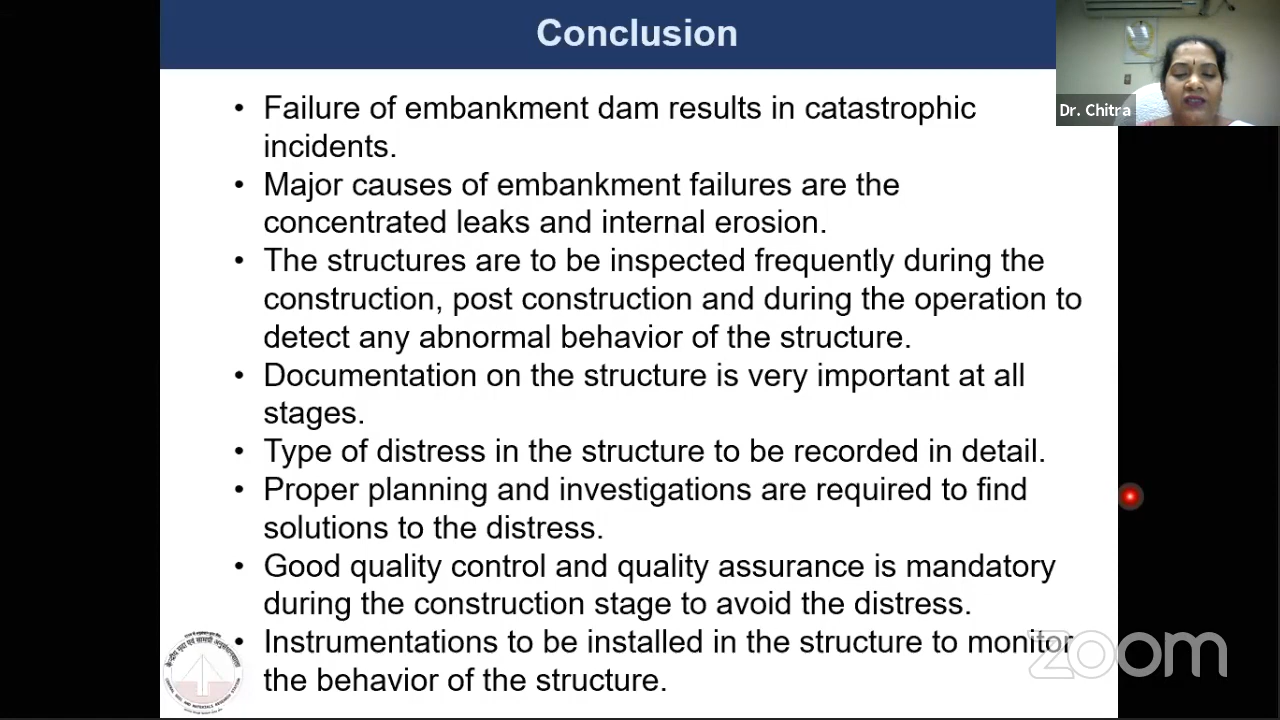 Conclusion
Dr. Chitra
• Failure of embankment dam results in catastrophic
incidents.
• Major causes of embankment failures are the
concentrated leaks and internal erosion.
• The structures are to be inspected frequently during the
construction, post construction and during the operation to
detect any abnormal behavior of the structure.
• Documentation on the structure is very important at all
stages.
• Type of distress in the structure to be recorded in detail.
• Proper planning and investigations are required to find
solutions to the distress.
• Good quality control and quality assurance is mandatory
during the construction stage to avoid the distress.
• Instrumentations to be installed in the structure to monitor
the behavior of the structure.
zoom